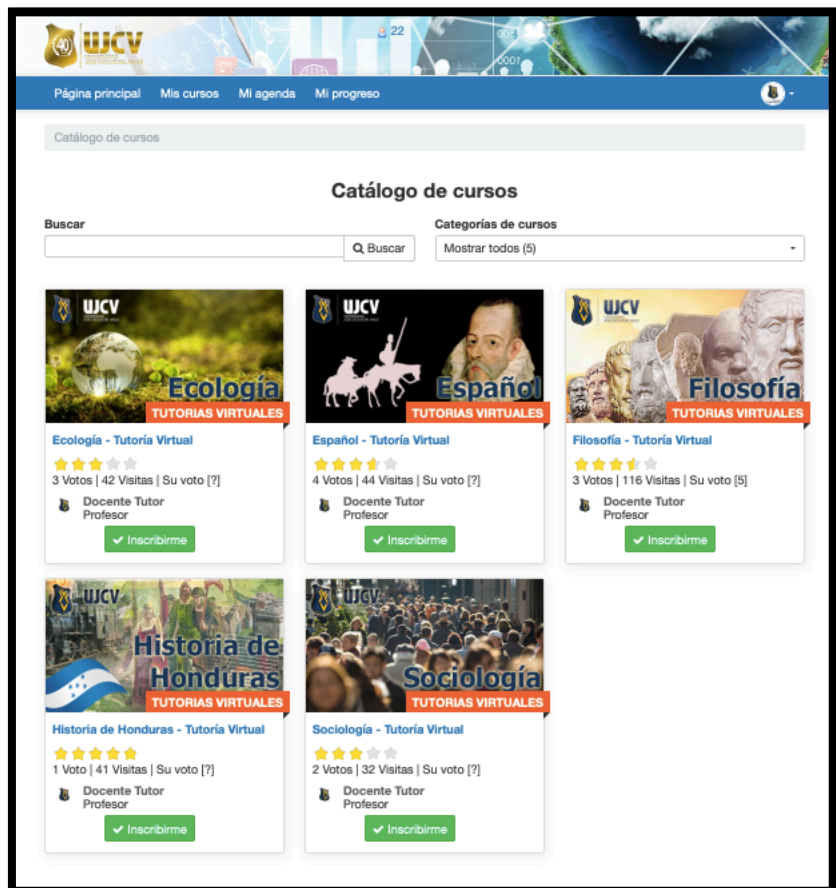 40 UJCV
22
Página principal Mis cursos Mi agenda Mi progreso
Catálogo de cursos
Catálogo de cursos
Buscar
Categorías de cursos
Buscar
Mostrar todos (5)
UJCV
Ecología
TUTORIAS VIRTUALES
Ecología - Tutoría Virtual
3 Votos | 42 Visitas | Su voto [?]
Docente Tutor
Profesor
Inscribirme
UJCV
Español
TUTORIAS VIRTUALES
Español - Tutoría Virtual
4 Votos | 44 Visitas | Su voto [?]
Docente Tutor
Profesor
Inscribirme
UJCV
Filosofía
TUTORIAS VIRTUALES
Filosofía - Tutoría Virtual
3 Votos | 116 Visitas | Su voto [5]
Docente Tutor
Profesor
Inscribirme
UJCV
Historia de
Honduras
TUTORIAS VIRTUALES
Historia de Honduras - Tutoría Virtual
1 Voto | 41 Visitas | Su voto [?]
Docente Tutor
Profesor
Inscribirme
UJCV
Sociología
TUTORIAS VIRTUALES
Sociología - Tutoría Virtual
2 Votos | 32 Visitas | Su voto [?]
Docente Tutor
Profesor
Inscribirme